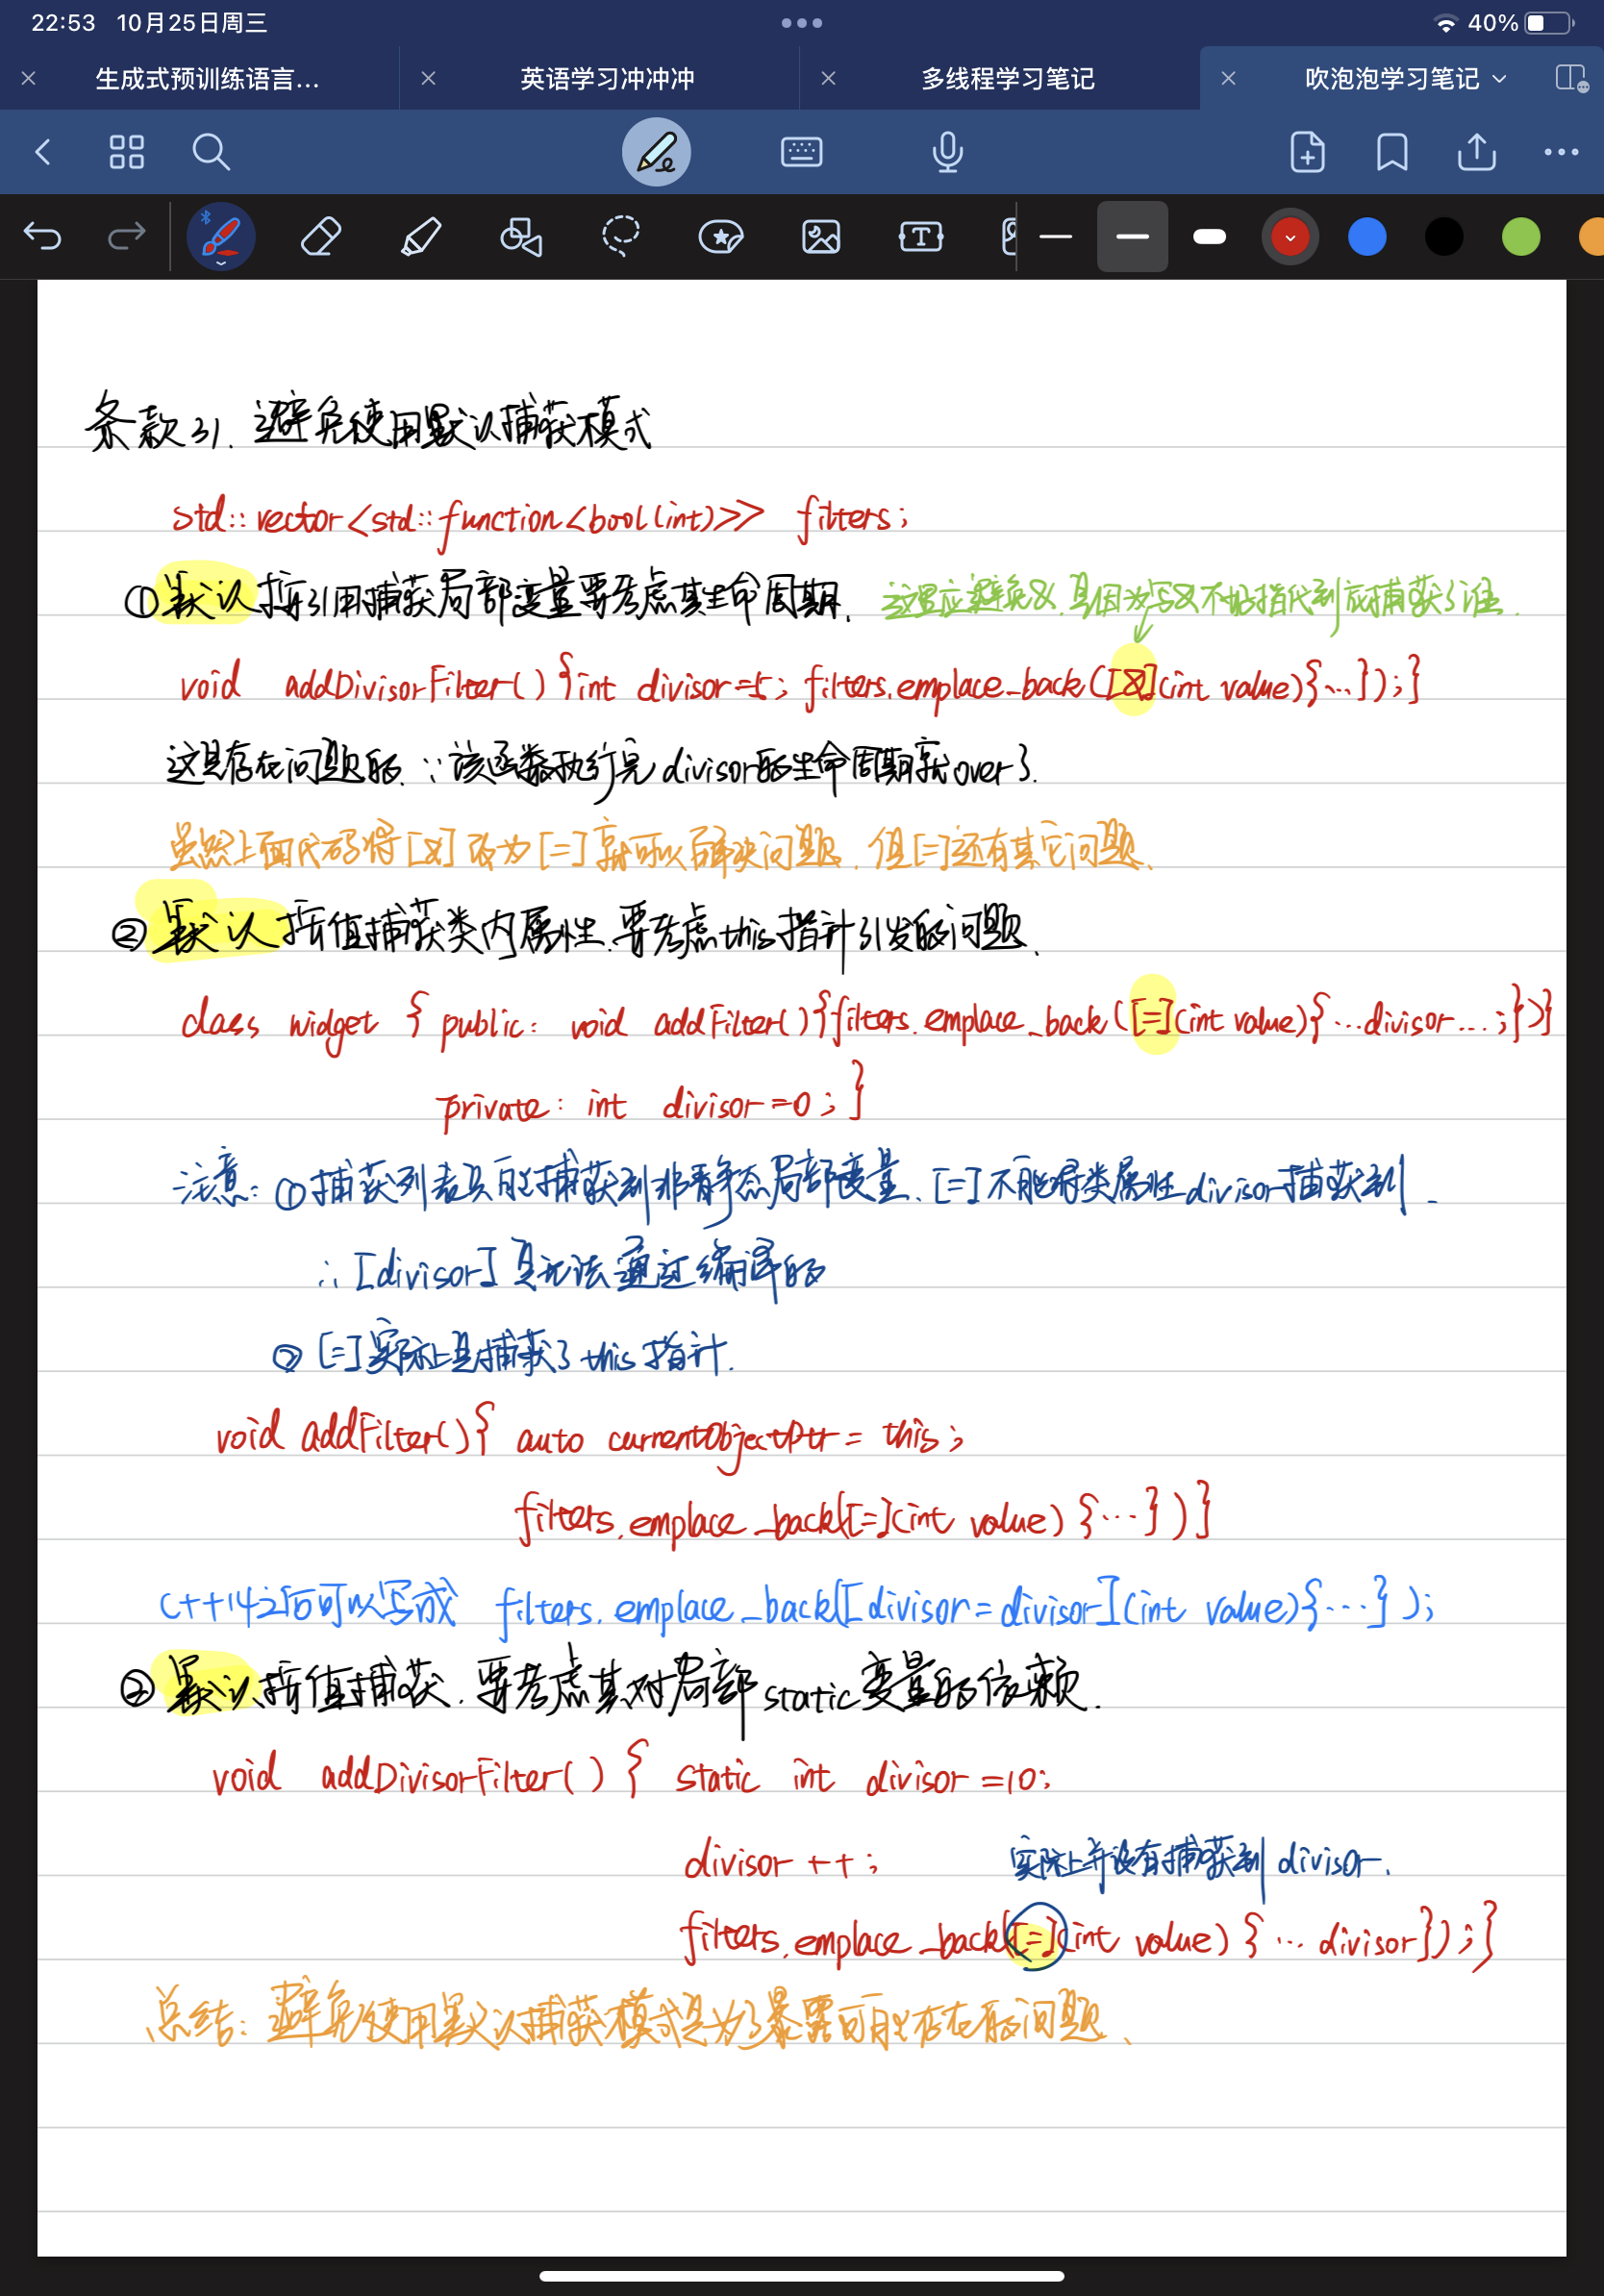 22:53 10月25日周三
40%
生成式预训练语言... 英语学习冲冲冲 多线程学习笔记 吹泡泡学习笔记
条款31. 避免使用默认捕获模式
std::vector<std::function<bool(int)>> filters;
①默认按引用捕获局部变量要考虑其生命周期.
这里应避免&,是因为写&不好指代到底捕获了谁.
void addDivisorFilter(){int divisor=5; filters.emplace_back([&](int value){...});}
这是存在问题的.∵该函数执行完divisor的生命周期就over了.
虽然上面代码将[&]改为[=]就可以解决问题.但[=]还有其它问题.
②默认按值捕获类内属性.要考虑this指针引发的问题.
class widget { public: void addFilter(){filters.emplace_back([=](int value){...divisor...;})}
private: int divisor=0;}
注意:①捕获列表只能捕获到非静态局部变量.[=]不能将类属性divisor捕获到.
∴[divisor]是无法通过编译的
②[=]实际上是捕获了this指针.
void addFilter(){ auto currentObjectPtr = this;
filters.emplace_back([=](int value){...})}
C++14之后可以写成 filters.emplace_back([divisor=divisor](int value){...});
③默认按值捕获.要考虑其对局部static变量的依赖.
void addDivisorFilter(){ static int divisor=10;
divisor++; 实际上并没有捕获到divisor.
filters.emplace_back([=](int value){...divisor});}
总结:避免使用默认捕获模式是为了暴露可能存在的问题.